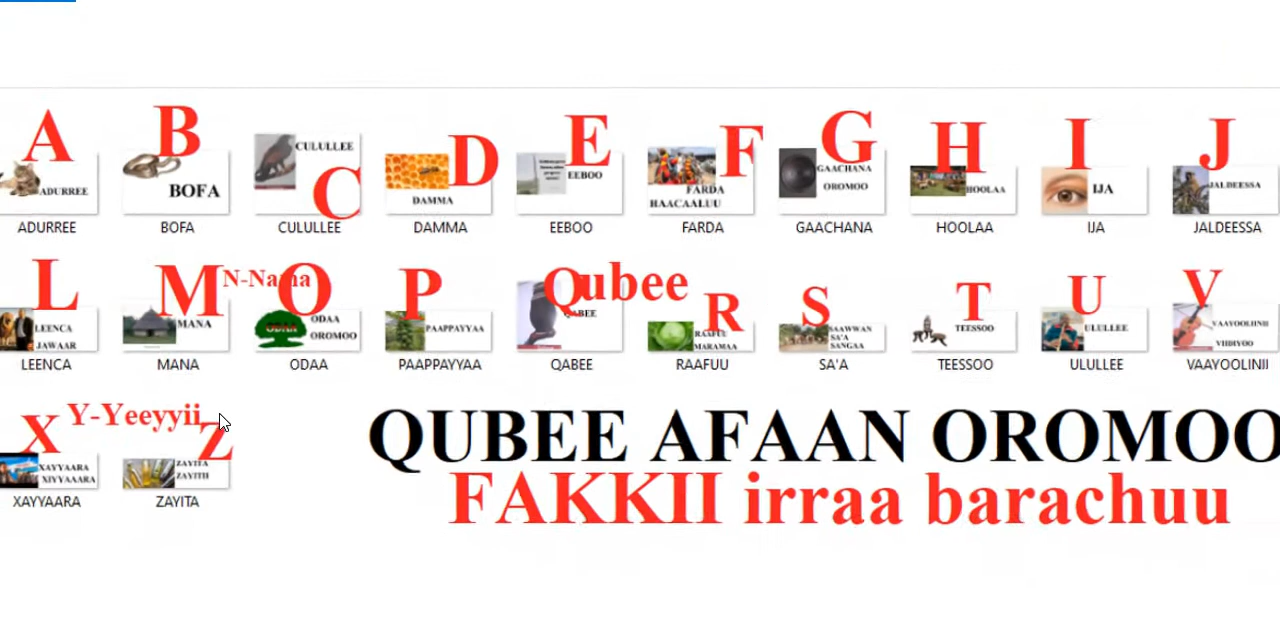 A B C D E F G H I J
ADURREE BOFA CULULLEE DAMMA EEBOO FARDA HAACAALUU GAACHANA OROMOO HOOLAA IJA JALDEESSA
ADURREE BOFA CULULLEE DAMMA EEBOO FARDA GAACHANA HOOLAA IJA JALDEESSA
L M N-Nama O P Qubee R S T U V
LEENCA JAWAAR MANA ODAA ODAA OROMOO PAAPPAYYAA QABEE RAAFUU MARAMAA SAAWWAN SA'A SANGAA TEESSOO ULULLEE VAAYOOLINII VIIDIYOO
LEENCA MANA ODAA PAAPPAYYAA QABEE RAAFUU SA'A TEESSOO ULULLEE VAAYOOLINII
X Y-Yeeyyii Z
XAYYAARA XIYYAAARA ZAYITA ZAYITII
XAYYAARA ZAYITA
QUBEE AFAAN OROMOO
FAKKII irraa barachuu